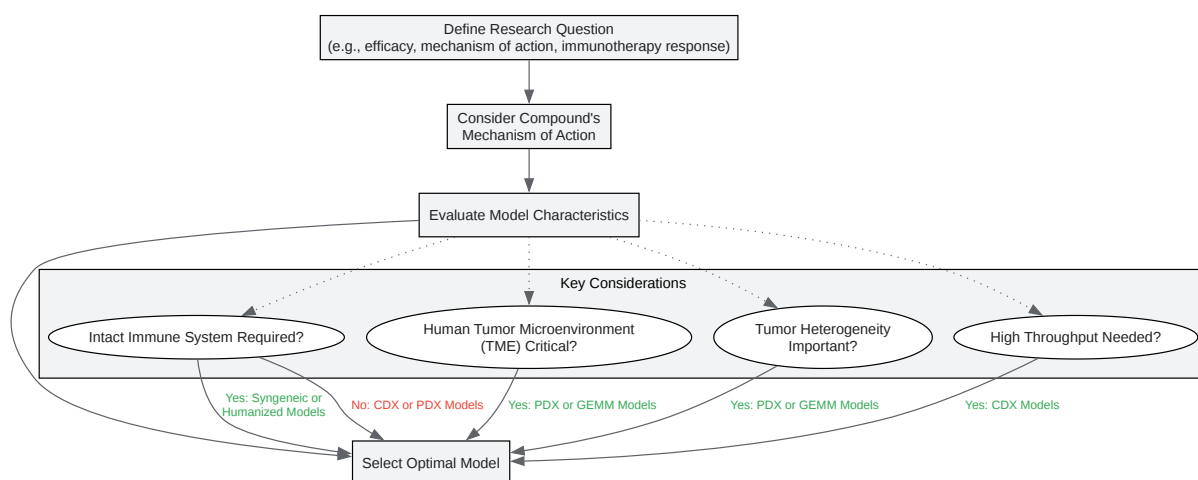 Define Research Question
(e.g., efficacy, mechanism of action, immunotherapy response)
Consider Compound's
Mechanism of Action
Evaluate Model Characteristics
Key Considerations
Intact Immune System Required?
Human Tumor Microenvironment
(TME) Critical?
Tumor Heterogeneity
Important?
High Throughput Needed?
Yes: Syngeneic or
Humanized Models
No: CDX or PDX Models
Yes: PDX or GEMM Models
Yes: PDX or GEMM Models
Yes: CDX Models
Select Optimal Model